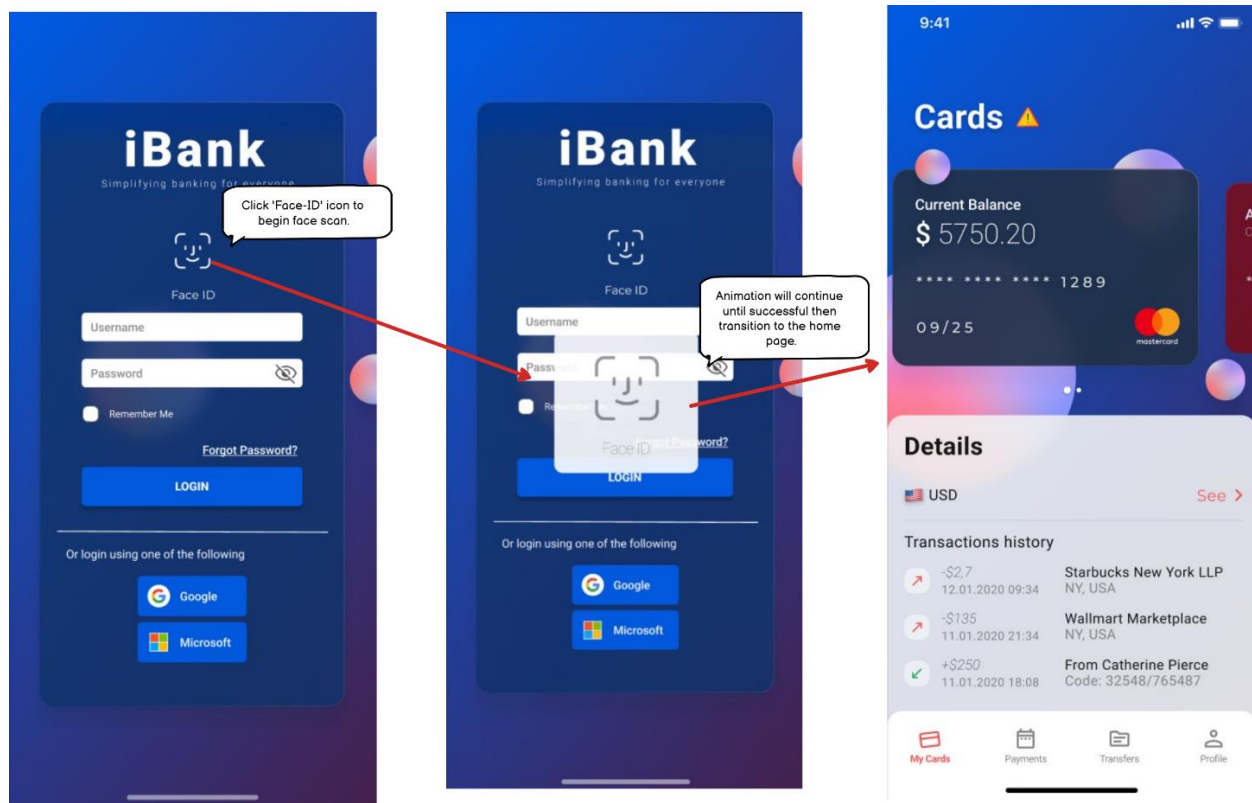 iBank
Simplifying banking for everyone
Click 'Face-ID' icon to
begin face scan.
Face ID
Username
Password
Remember Me
Forgot Password?
LOGIN
Or login using one of the following
Google
Microsoft
iBank
Simplifying banking for everyone
Face ID
Animation will continue
until successful then
transition to the home
page.
Username
Face ID
Forgot Password?
LOGIN
Or login using one of the following
Google
Microsoft
9:41
Cards
Current Balance
$ 5750.20
**** **** **** 1289
09/25
mastercard
Details
USD
See >
Transactions history
-$2,7
Starbucks New York LLP
12.01.2020 09:34
NY, USA
-$135
Wallmart Marketplace
11.01.2020 21:34
NY, USA
+$250
From Catherine Pierce
11.01.2020 18:08
Code: 32548/765487
My Cards
Payments
Transfers
Profile